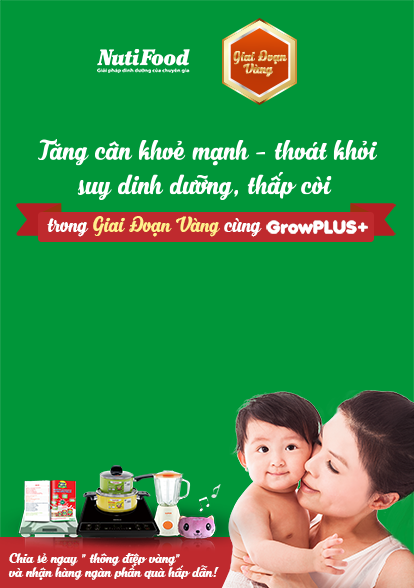 NutiFood
Giải pháp dinh dưỡng của chuyên gia
Giai Đoạn
Vàng
Tăng cân khoẻ mạnh - thoát khỏi
suy dinh dưỡng, thấp còi
trong Giai Đoạn Vàng cùng GrowPLUS+
Chia sẻ ngay " thông điệp vàng"
và nhận hàng ngàn phần quà hấp dẫn!